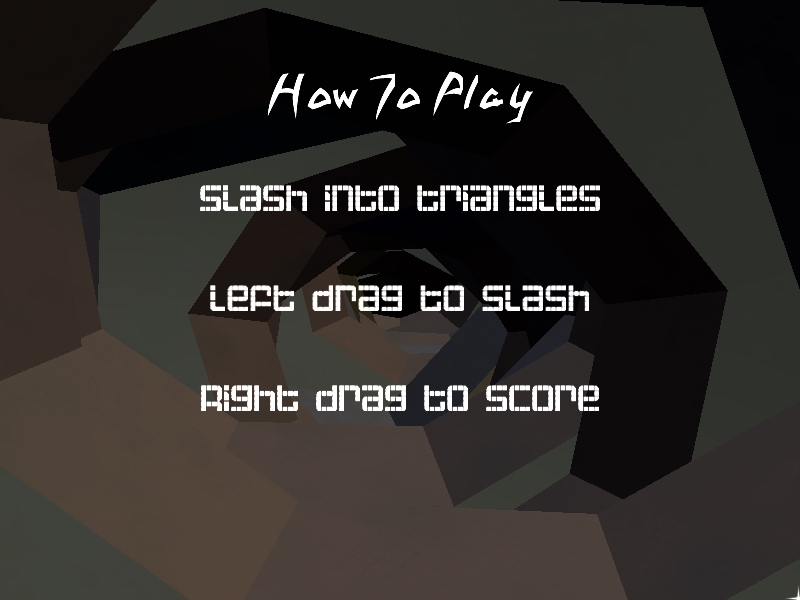 How To Play
Slash into triangles
Left drag to slash
Right drag to score